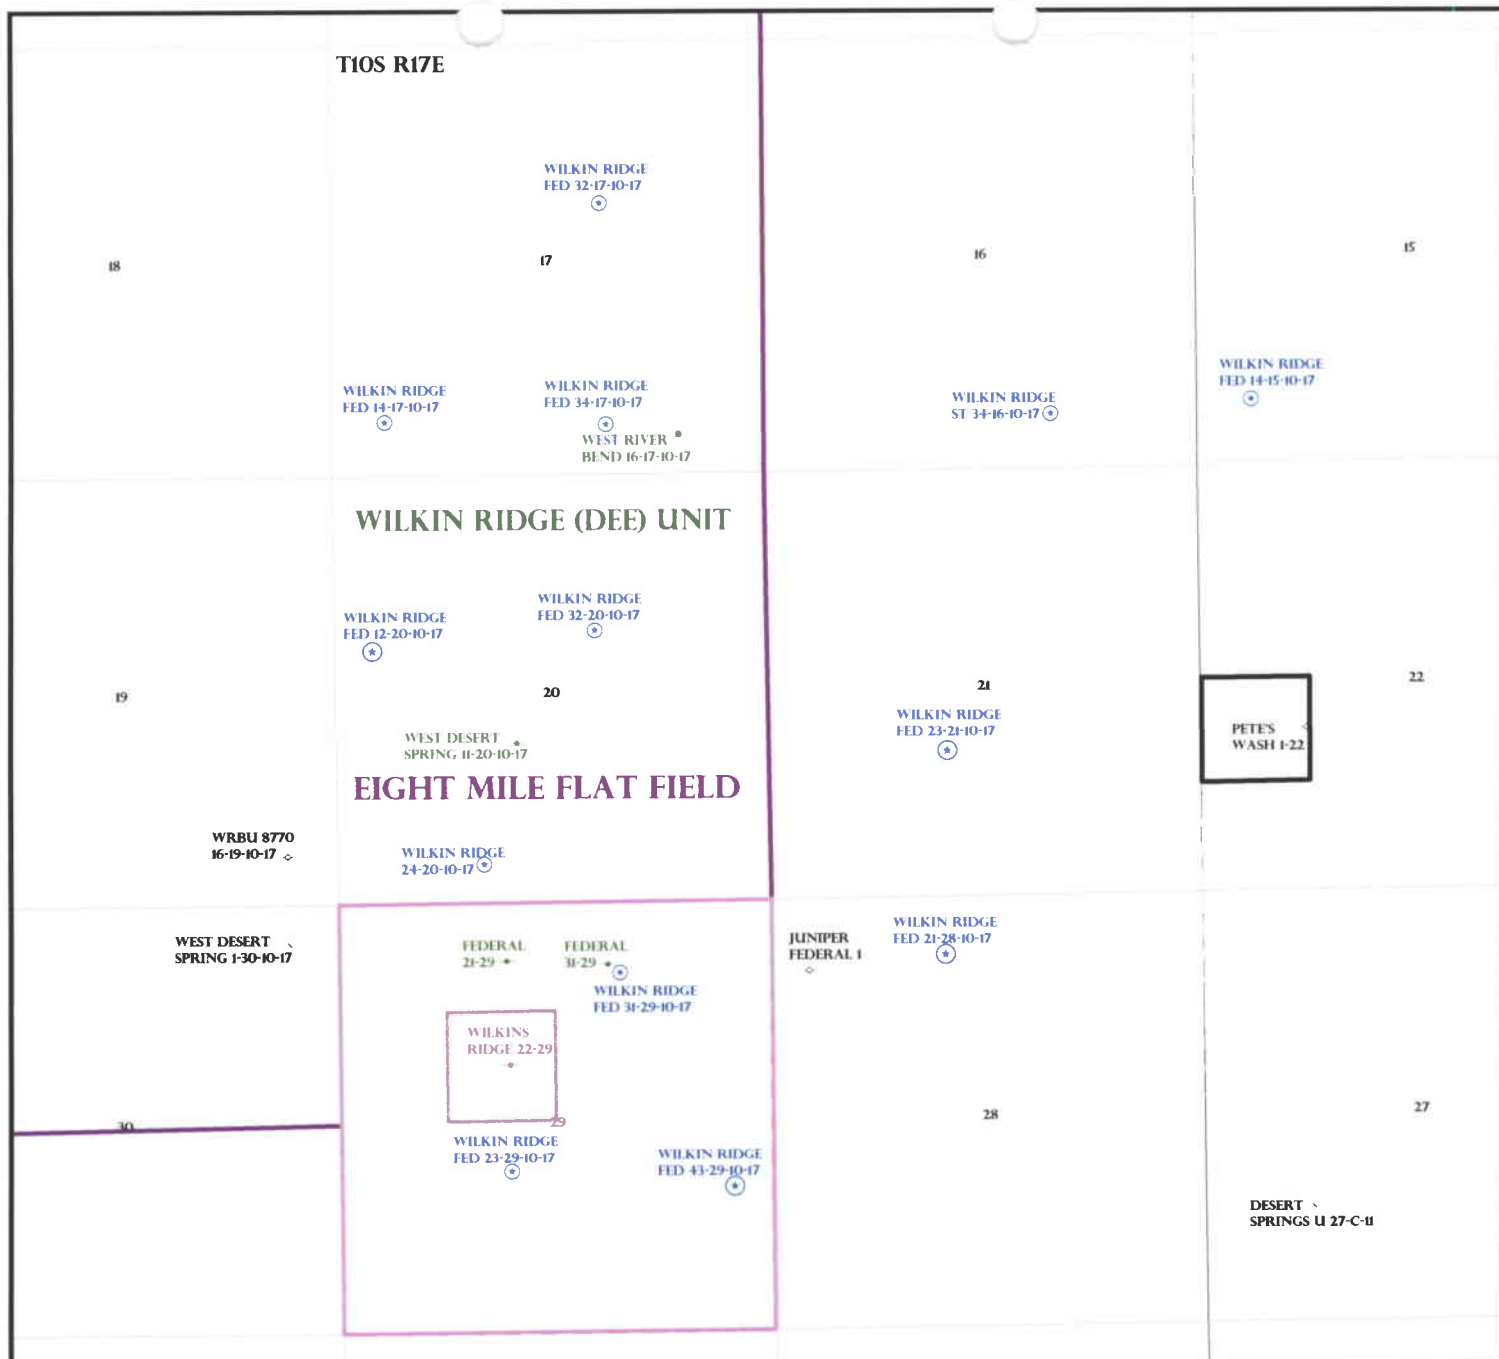 T10S R17E
WILKIN RIDGE
FED 32-17-10-17
18
17
16
15
WILKIN RIDGE
FED 14-17-10-17
WILKIN RIDGE
FED 34-17-10-17
WEST RIVER
BEND 16-17-10-17
WILKIN RIDGE
ST 34-16-10-17
WILKIN RIDGE
FED 14-15-10-17
WILKIN RIDGE (DEE) UNIT
WILKIN RIDGE
FED 12-20-10-17
WILKIN RIDGE
FED 32-20-10-17
19
20
21
22
WILKIN RIDGE
FED 23-21-10-17
PETE'S
WASH 1-22
WEST DESERT
SPRING 11-20-10-17
EIGHT MILE FLAT FIELD
WRBU 8770
16-19-10-17
WILKIN RIDGE
24-20-10-17
WEST DESERT
SPRING 1-30-10-17
FEDERAL
21-29
FEDERAL
31-29
WILKIN RIDGE
FED 31-29-10-17
JUNIPER
FEDERAL 1
WILKIN RIDGE
FED 21-28-10-17
WILKINS
RIDGE 22-29
30
29
28
27
WILKIN RIDGE
FED 23-29-10-17
WILKIN RIDGE
FED 43-29-10-17
DESERT
SPRINGS U 27-C-11